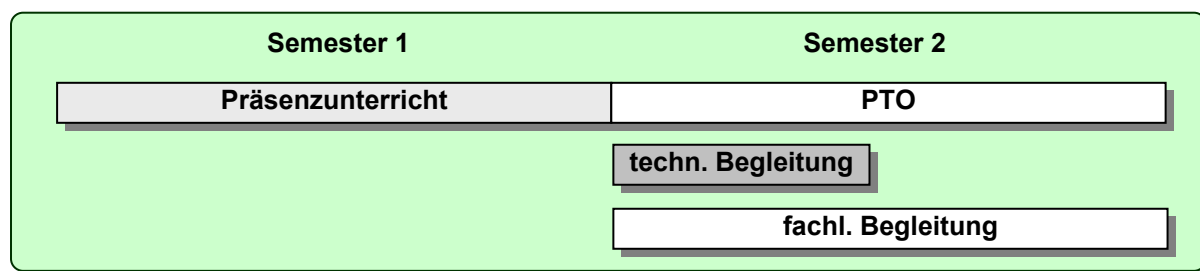 Semester 1 Semester 2
Präsenzunterricht PTO
techn. Begleitung
fachl. Begleitung